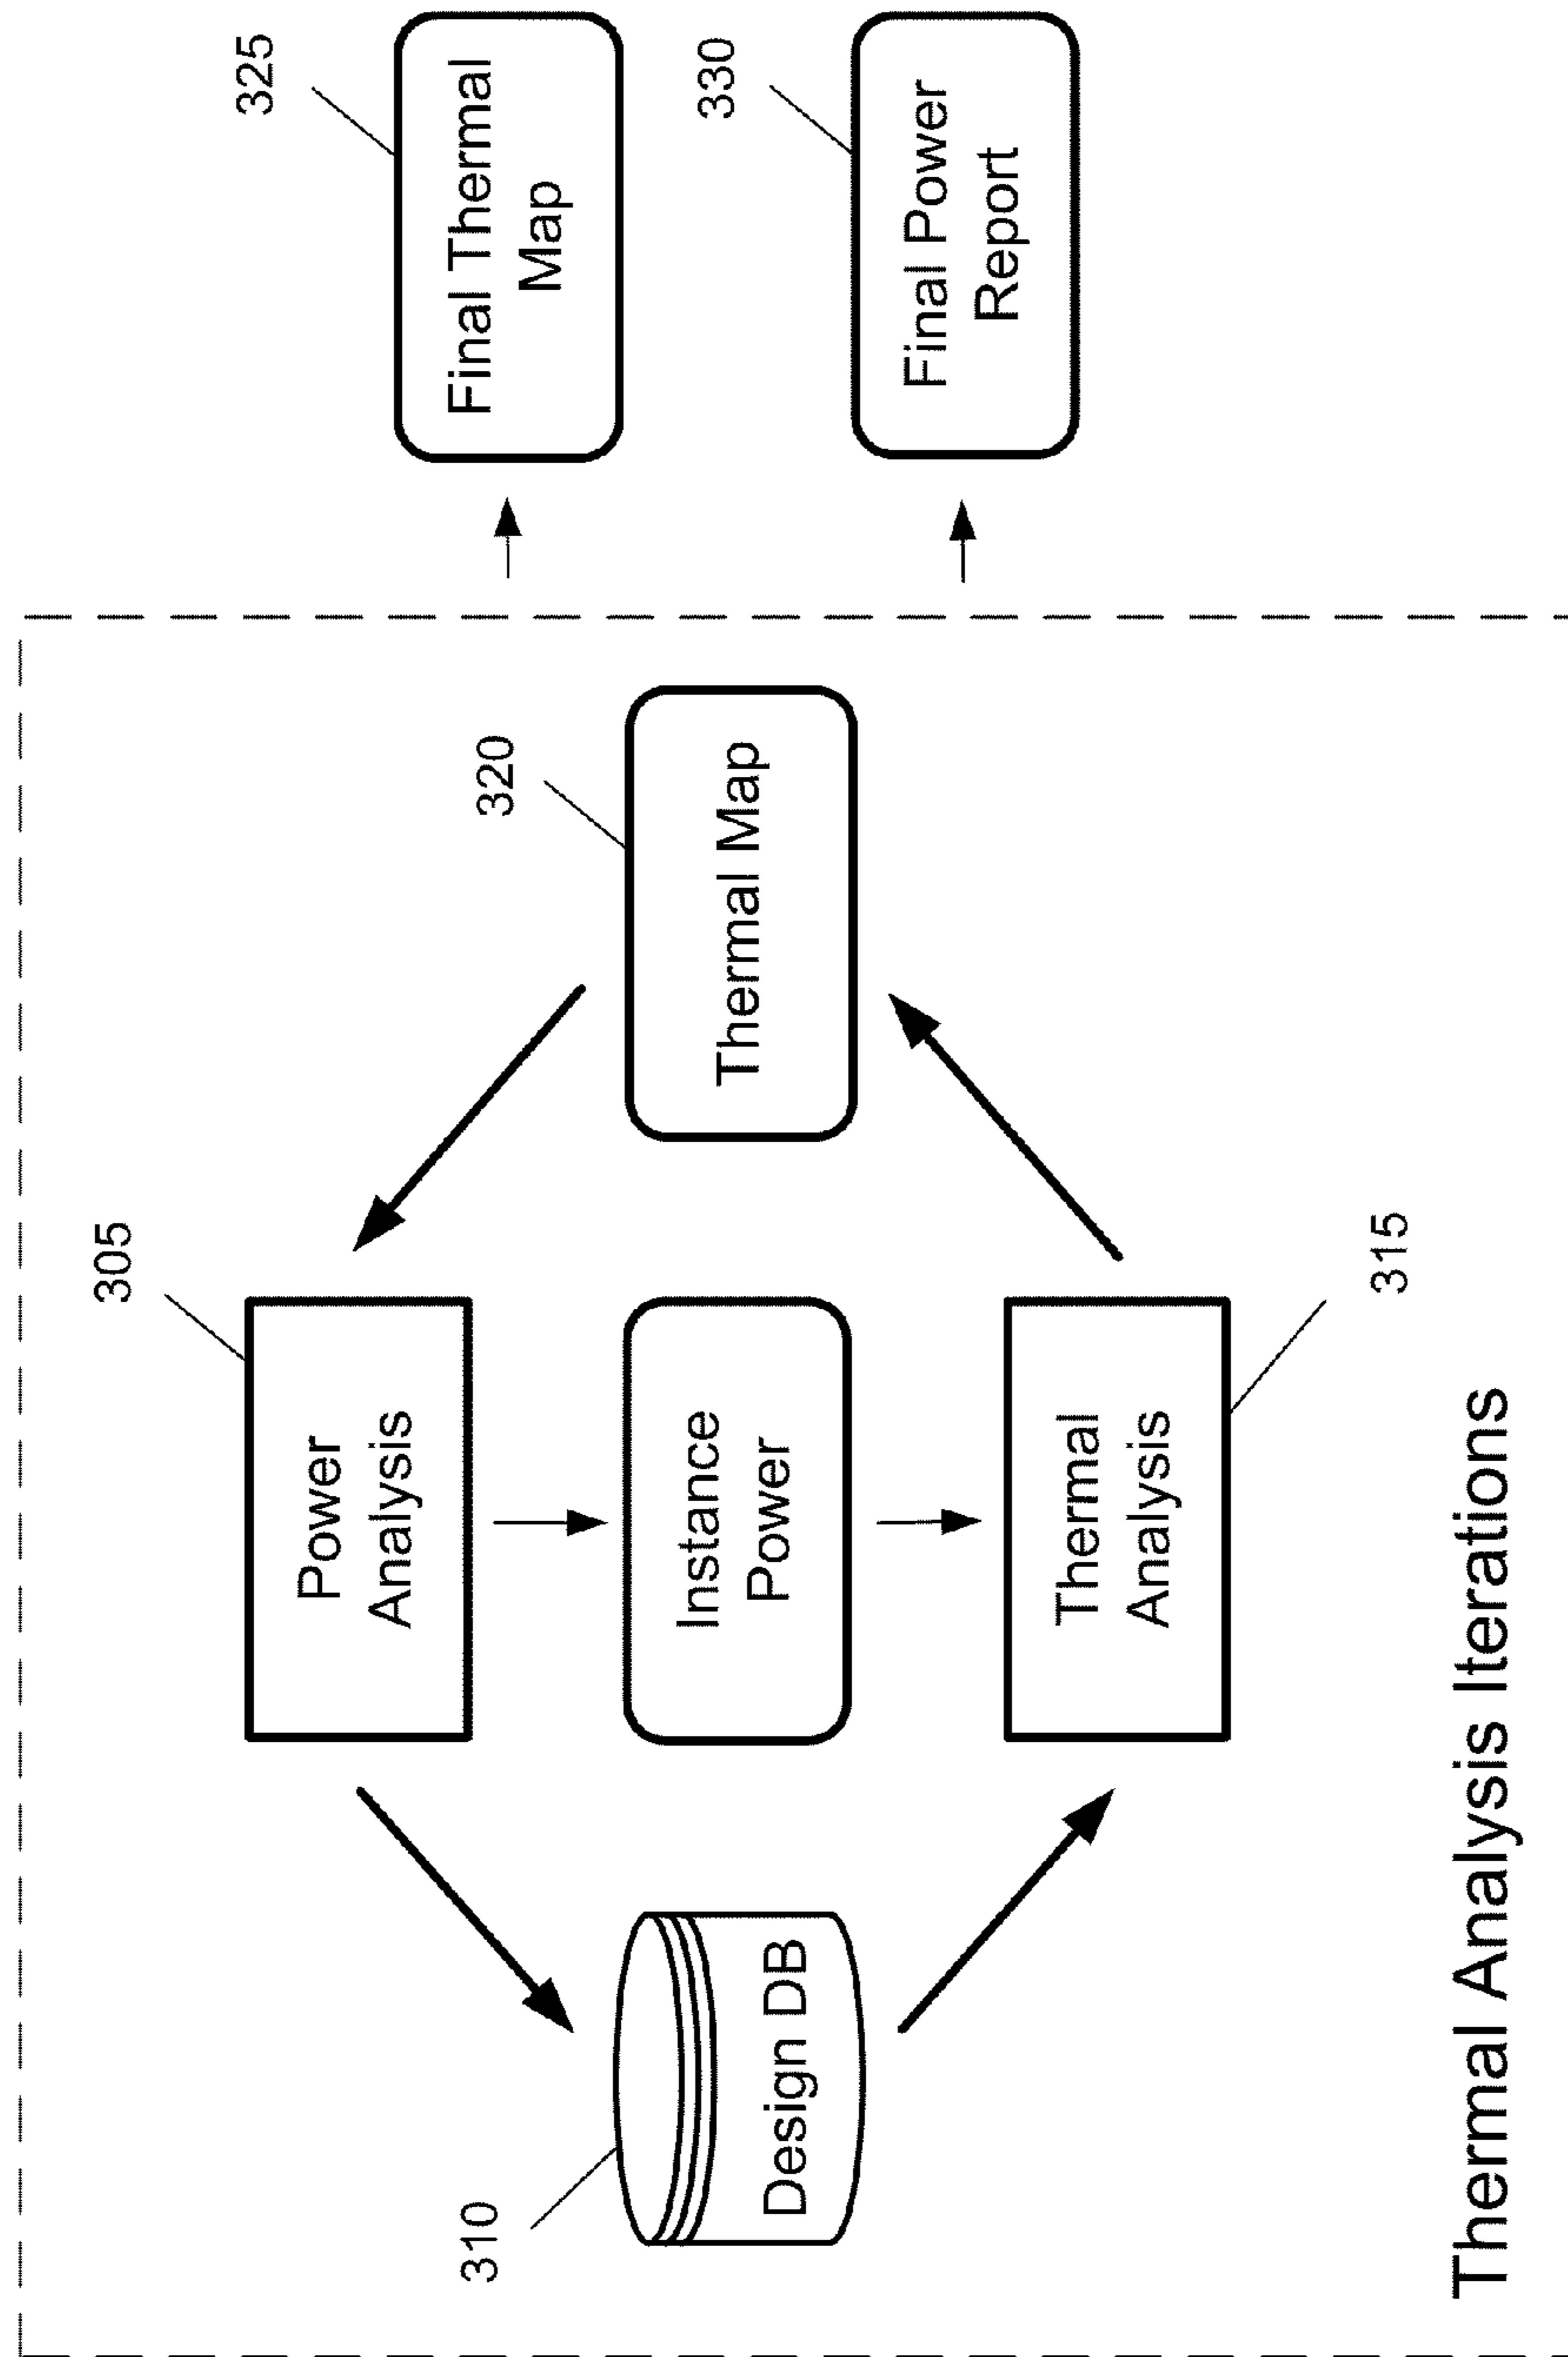 305
Power
Analysis
310
Design DB
Instance
Power
320
Thermal Map
Thermal
Analysis
315
Thermal Analysis Iterations
325
Final Thermal
Map
330
Final Power
Report